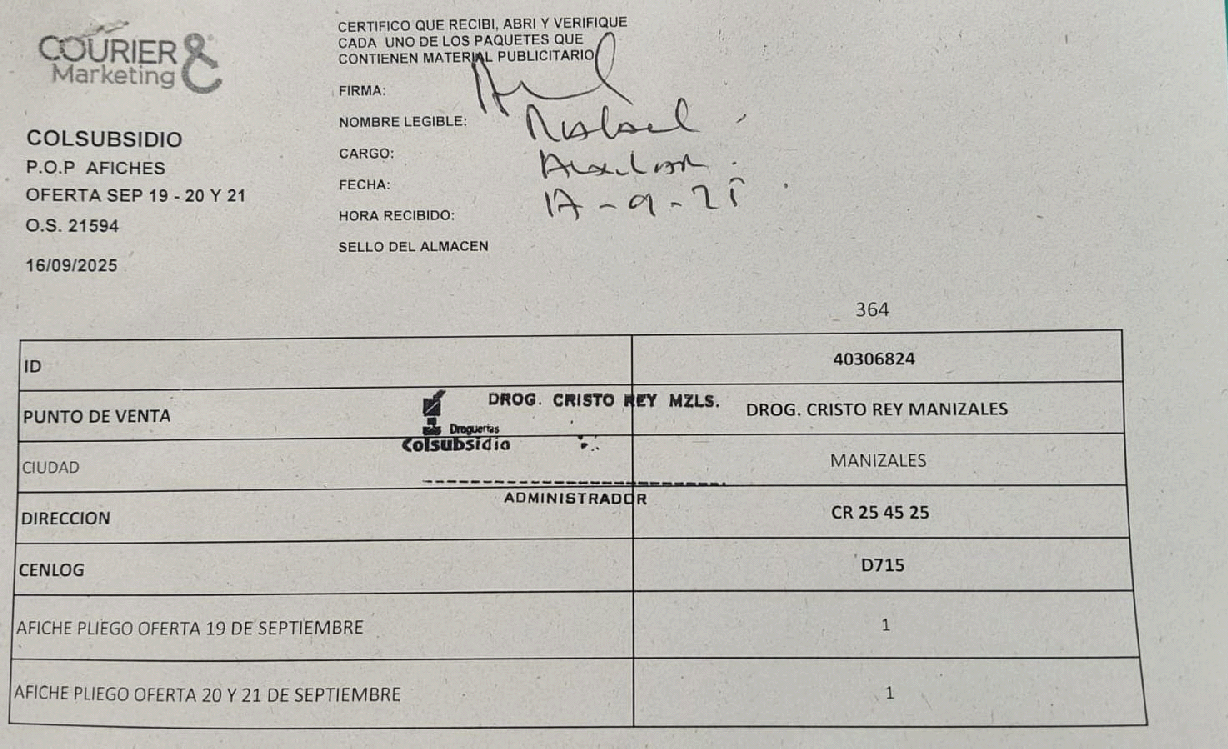 COURIER &
Marketing
COLSUBSIDIO
P.O.P AFICHES
OFERTA SEP 19 - 20 Y 21
O.S. 21594
16/09/2025
CERTIFICO QUE RECIBI, ABRI Y VERIFIQUE
CADA UNO DE LOS PAQUETES QUE
CONTIENEN MATERIAL PUBLICITARIO
FIRMA:
NOMBRE LEGIBLE: Rafael
CARGO:
FECHA: 17-9-25
HORA RECIBIDO:
SELLO DEL ALMACEN
364
ID 40306824
PUNTO DE VENTA DROG. CRISTO REY MANIZALES
CIUDAD MANIZALES
DIRECCION CR 25 45 25
CENLOG D715
AFICHE PLIEGO OFERTA 19 DE SEPTIEMBRE 1
AFICHE PLIEGO OFERTA 20 Y 21 DE SEPTIEMBRE 1
DROG. CRISTO REY MZLS.
Droguerías
Colsubsidio
ADMINISTRADOR